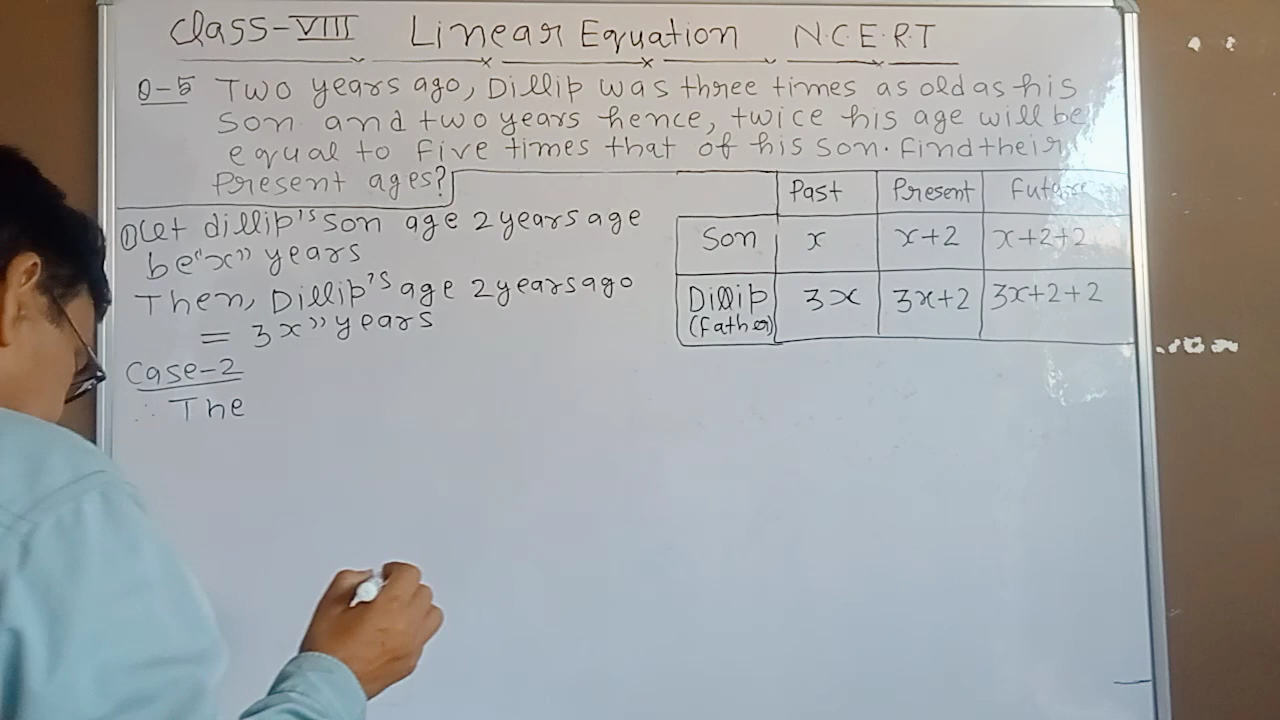 Class-VIII Linear Equation N.C.E.R.T
Q-5 Two years ago, Dillip was three times as old as his
son and two years hence, twice his age will be
equal to five times that of his son. Find their
Present ages?
Past Present Future
Son x x+2 x+2+2
Dillip 3x 3x+2 3x+2+2
(Father)
① Let dillip's son age 2 years age
be "x" years
Then, Dillip's age 2 years ago
= 3x" years
Case-2
∴ The